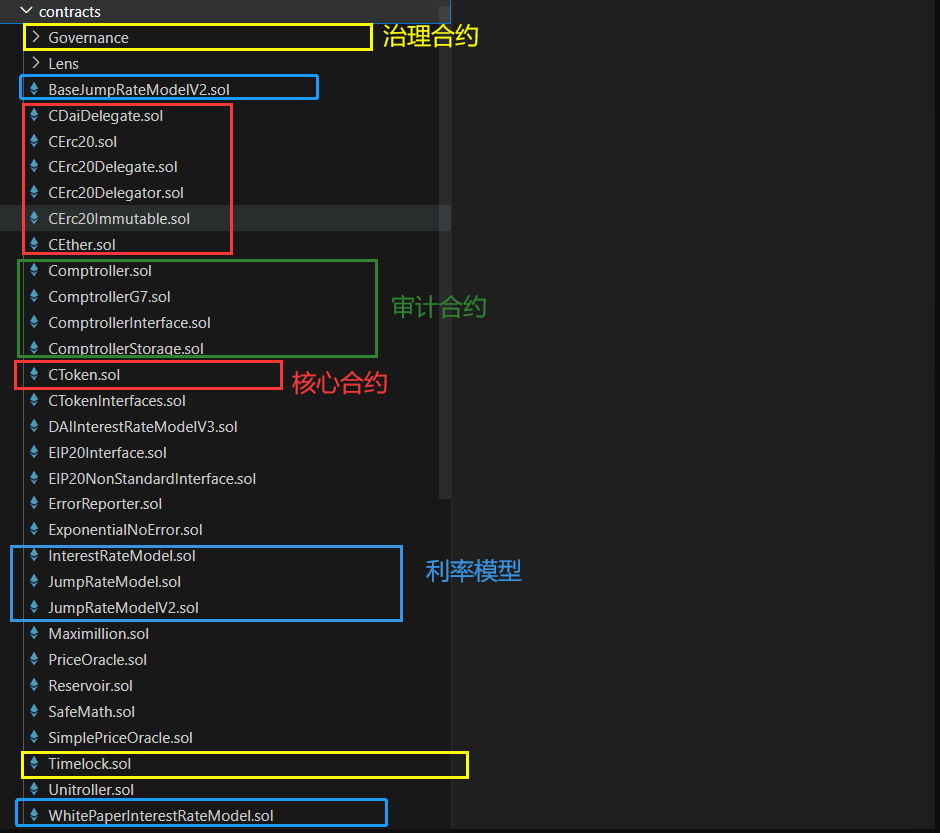 contracts
Governance 治理合约
Lens
BaseJumpRateModelV2.sol
CDaiDelegate.sol
CErc20.sol
CErc20Delegate.sol
CErc20Delegator.sol
CErc20Immutable.sol
CEther.sol
Comptroller.sol
ComptrollerG7.sol 审计合约
ComptrollerInterface.sol
ComptrollerStorage.sol
CToken.sol 核心合约
CTokenInterfaces.sol
DAIInterestRateModelV3.sol
EIP20Interface.sol
EIP20NonStandardInterface.sol
ErrorReporter.sol
ExponentialNoError.sol
InterestRateModel.sol 利率模型
JumpRateModel.sol
JumpRateModelV2.sol
Maximillion.sol
PriceOracle.sol
Reservoir.sol
SafeMath.sol
SimplePriceOracle.sol
Timelock.sol
Unitroller.sol
WhitePaperInterestRateModel.sol